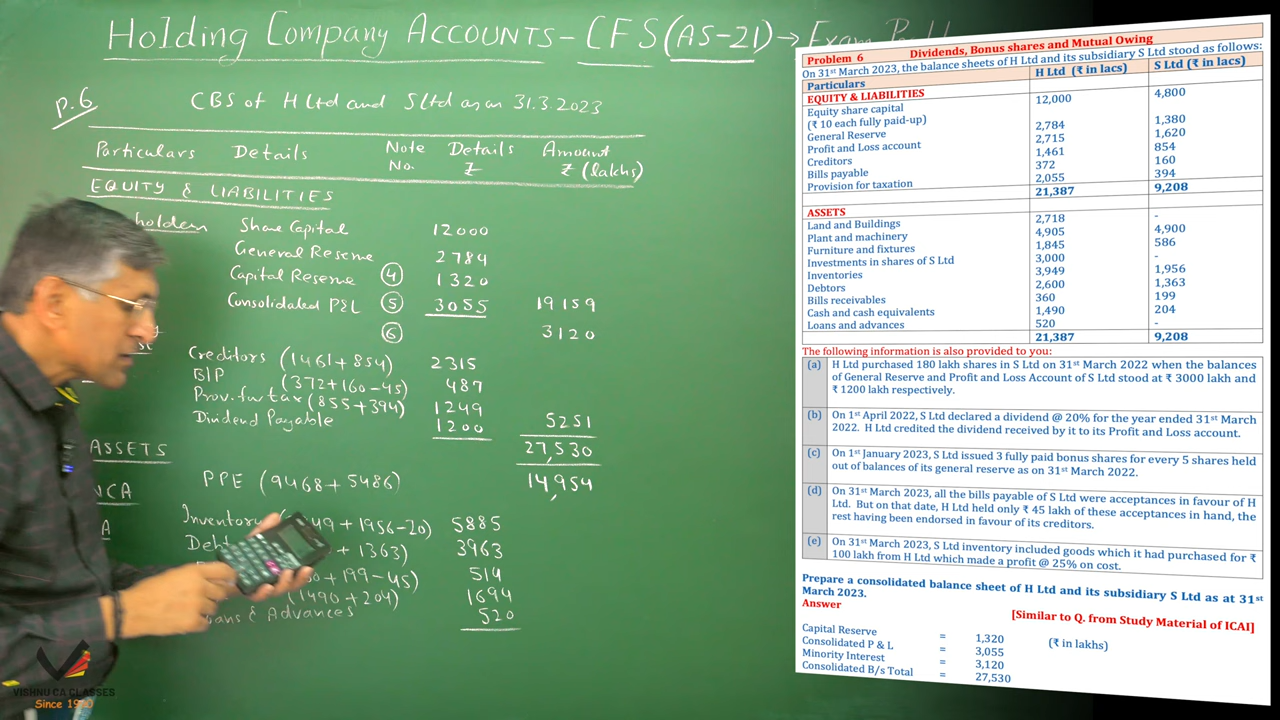 HOLDING COMPANY ACCOUNTS - CFS (AS-21) →
P.6
CBS of H Ltd and S Ltd as on 31.3.2023
Particulars Details Note No. Details ₹ Amount ₹ (lakhs)
EQUITY & LIABILITIES
Share Capital 12000
General Reserve 2784
Capital Reserve ④ 1320
Consolidated P&L ⑤ 3055 19159
⑥ 3120
Creditors (1461+854) 2315
B/P (372+160-45) 487
Prov. for tax (855+394) 1249
Dividend Payable 1200 5251
27,530
ASSETS
PPE (9468+5486) 14,954
Inventory + 1956-20) 5885
+ 1363) 3963
+ 199-45) 514
(1490+204) 1694
& Advances 520
VISHNU CA CLASSES
Since 19
Problem 6 Dividends, Bonus shares and Mutual Owing
On 31st March 2023, the balance sheets of H Ltd and its subsidiary S Ltd stood as follows:
Particulars H Ltd (₹ in lacs) S Ltd (₹ in lacs)
EQUITY & LIABILITIES
Equity share capital 12,000 4,800
(₹ 10 each fully paid-up)
General Reserve 2,784 1,380
Profit and Loss account 2,715 1,620
Creditors 1,461 854
Bills payable 372 160
Provision for taxation 2,055 394
21,387 9,208
ASSETS
Land and Buildings 2,718 -
Plant and machinery 4,905 4,900
Furniture and fixtures 1,845 586
Investments in shares of S Ltd 3,000 -
Inventories 3,949 1,956
Debtors 2,600 1,363
Bills receivables 360 199
Cash and cash equivalents 1,490 204
Loans and advances 520 -
21,387 9,208
The following information is also provided to you:
(a) H Ltd purchased 180 lakh shares in S Ltd on 31st March 2022 when the balances
of General Reserve and Profit and Loss Account of S Ltd stood at ₹ 3000 lakh and
₹ 1200 lakh respectively.
(b) On 1st April 2022, S Ltd declared a dividend @ 20% for the year ended 31st March
2022. H Ltd credited the dividend received by it to its Profit and Loss account.
(c) On 1st January 2023, S Ltd issued 3 fully paid bonus shares for every 5 shares held
out of balances of its general reserve as on 31st March 2022.
(d) On 31st March 2023, all the bills payable of S Ltd were acceptances in favour of H
Ltd. But on that date, H Ltd held only ₹ 45 lakh of these acceptances in hand, the
rest having been endorsed in favour of its creditors.
(e) On 31st March 2023, S Ltd inventory included goods which it had purchased for ₹
100 lakh from H Ltd which made a profit @ 25% on cost.
Prepare a consolidated balance sheet of H Ltd and its subsidiary S Ltd as at 31st
March 2023.
Answer [Similar to Q. from Study Material of ICAI]
Capital Reserve = 1,320 (₹ in lakhs)
Consolidated P & L = 3,055
Minority Interest = 3,120
Consolidated B/s Total = 27,530